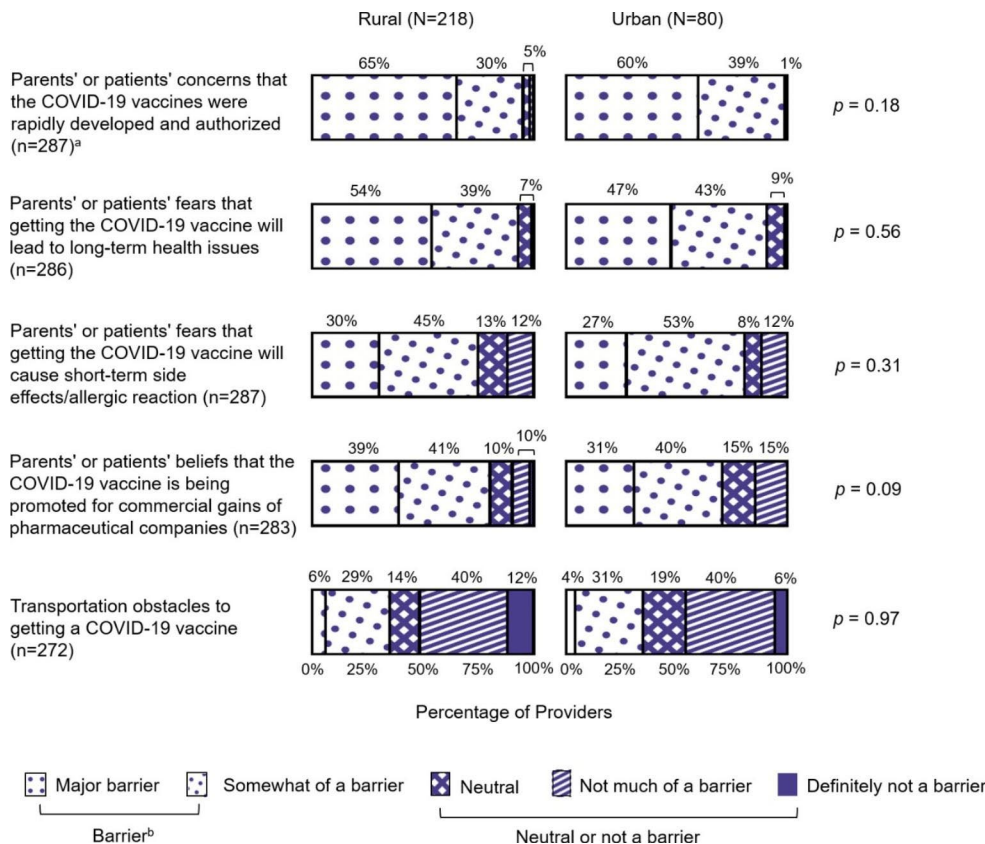 Rural (N=218) Urban (N=80)
5%
65% 30% 60% 39% 1%
Parents' or patients' concerns that
the COVID-19 vaccines were
rapidly developed and authorized
(n=287)ᵃ
p = 0.18
54% 39% 7% 47% 43% 9%
Parents' or patients' fears that
getting the COVID-19 vaccine will
lead to long-term health issues
(n=286)
p = 0.56
30% 45% 13% 12% 27% 53% 8% 12%
Parents' or patients' fears that
getting the COVID-19 vaccine will
cause short-term side
effects/allergic reaction (n=287)
p = 0.31
10%
39% 41% 10% 31% 40% 15% 15%
Parents' or patients' beliefs that the
COVID-19 vaccine is being
promoted for commercial gains of
pharmaceutical companies (n=283)
p = 0.09
6% 29% 14% 40% 12% 4% 31% 19% 40% 6%
Transportation obstacles to
getting a COVID-19 vaccine
(n=272)
p = 0.97
0% 25% 50% 75% 100% 0% 25% 50% 75% 100%
Percentage of Providers
Major barrier Somewhat of a barrier Neutral Not much of a barrier Definitely not a barrier
Barrierᵇ Neutral or not a barrier